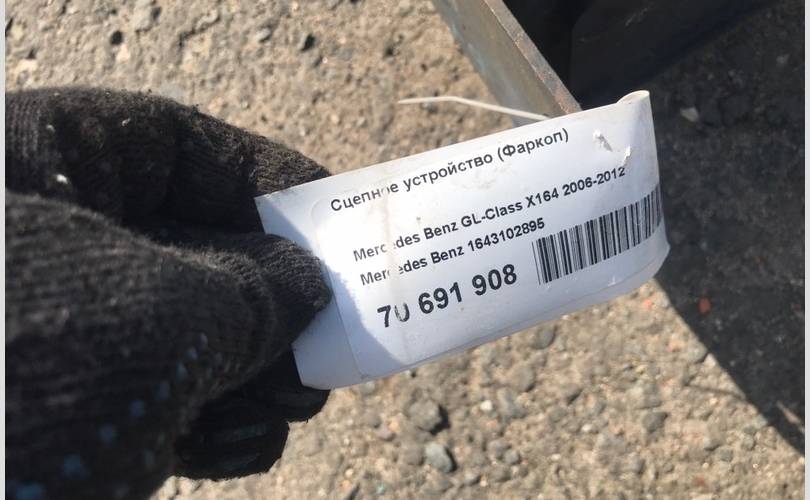 Сцепное устройство (Фаркоп)
Mercedes Benz GL-Class X164 2006-2012
Mercedes Benz 1643102895
70 691 908